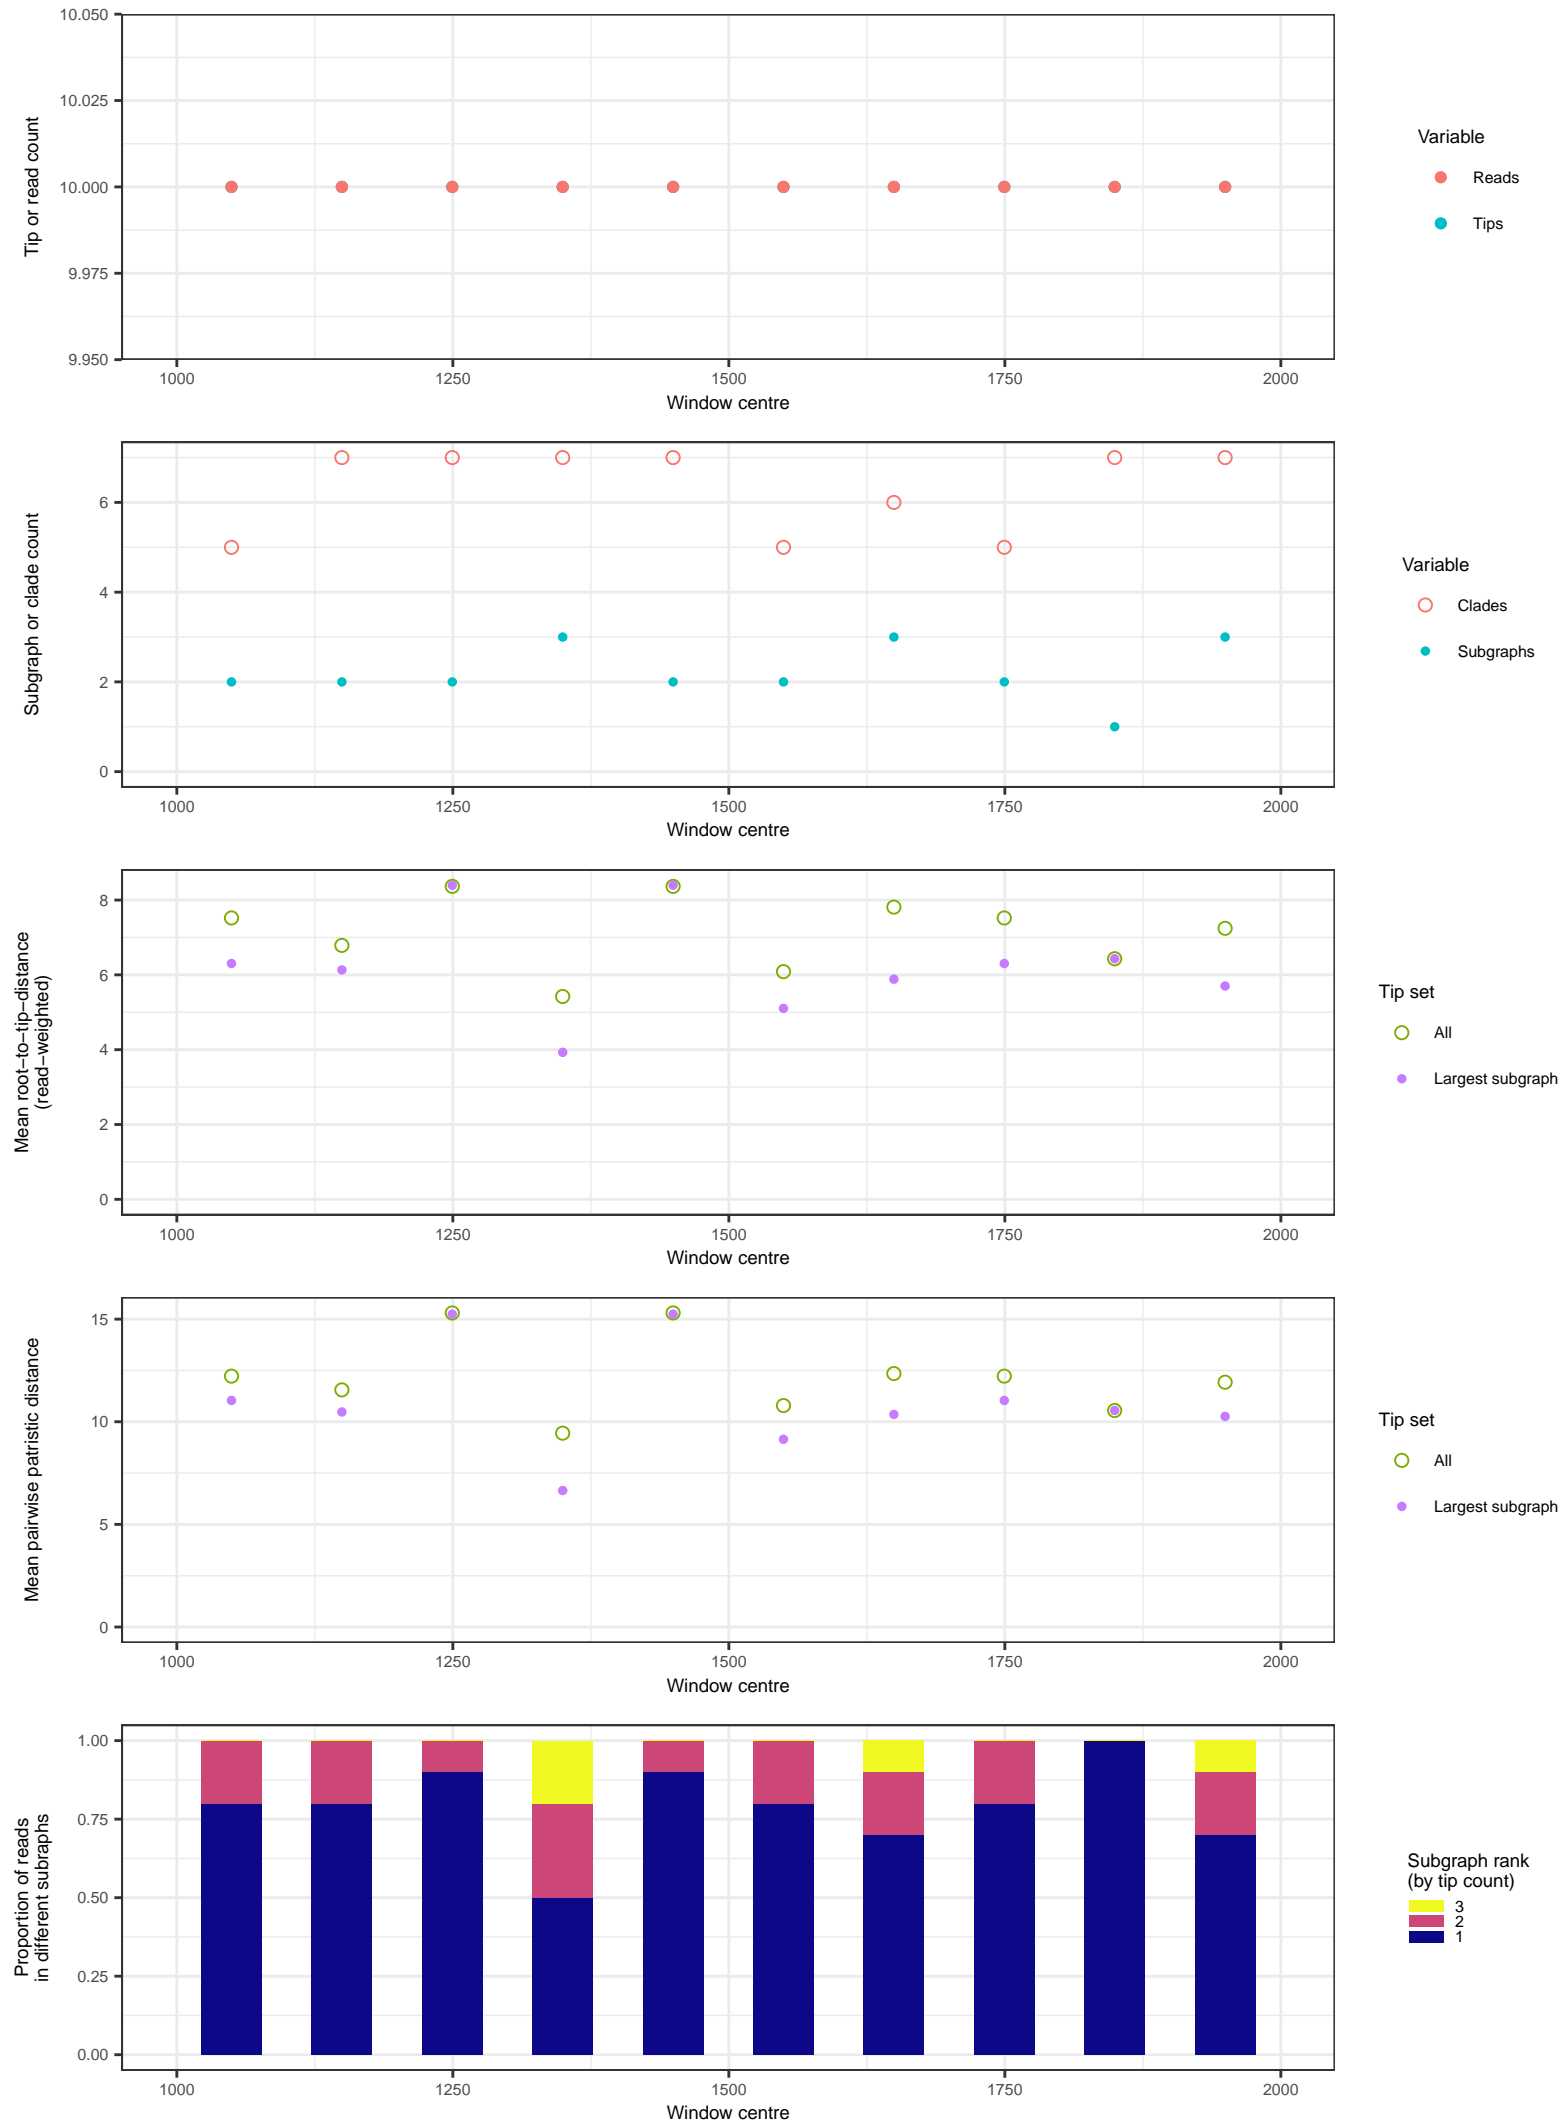 10.050
10.025
10.000
9.975
9.950
Tip or read count
1000 1250 1500 1750 2000
Window centre
Variable
Reads
Tips
6
4
2
0
Subgraph or clade count
1000 1250 1500 1750 2000
Window centre
Variable
Clades
Subgraphs
8
6
4
2
0
Mean root−to−tip−distance
(read−weighted)
1000 1250 1500 1750 2000
Window centre
Tip set
All
Largest subgraph
15
10
5
0
Mean pairwise patristic distance
1000 1250 1500 1750 2000
Window centre
Tip set
All
Largest subgraph
1.00
0.75
0.50
0.25
0.00
Proportion of reads
in different subraphs
1000 1250 1500 1750 2000
Window centre
Subgraph rank
(by tip count)
3
2
1